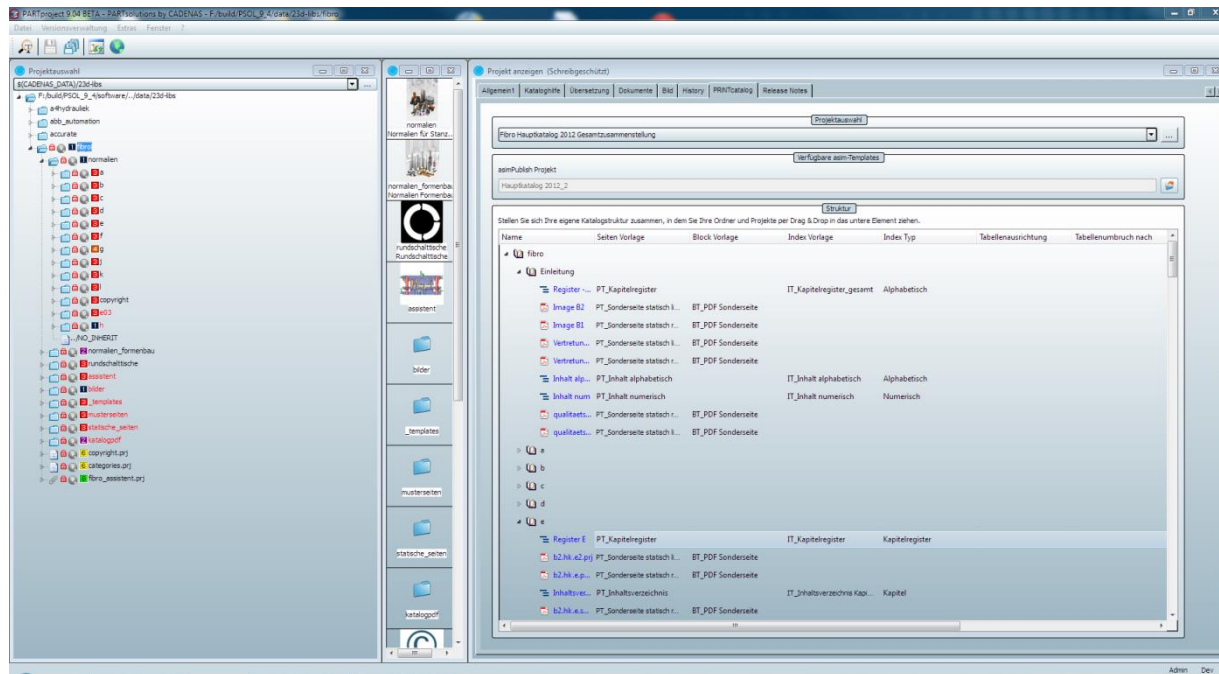 PARTproject 9.04 BETA - PARTsolutions by CADENAS - F:/build/PSOL_9_4/data/23d-libs/fibro
Datei Versionsverwaltung Extras Fenster ?
Projektauswahl
$(CADENAS_DATA)/23d-libs
F:/build/PSOL_9_4/software/../data/23d-libs
a4hydrauliek
abb_automation
accurate
fibro
normalen
a
b
c
d
e
f
g
j
k
l
copyright
e03
h
../NO_INHERIT
normalen_formenbau
rundschalttische
assistent
bilder
_templates
musterseiten
statische_seiten
katalogpdf
copyright.prj
categories.prj
fibro_assistent.prj
normalen
Normalen für Stanz...
normalen_formenba
Normalen Formenba
rundschalttische
Rundschalttische
assistent
bilder
_templates
musterseiten
statische_seiten
katalogpdf
Projekt anzeigen (Schreibgeschützt)
Allgemein1 Kataloghilfe Übersetzung Dokumente Bild History PRINTcatalog Release Notes
Projektauswahl
Fibro Hauptkatalog 2012 Gesamtzusammenstellung
Verfügbare asim-Templates
asimPublish Projekt
Hauptkatalog 2012_2
Struktur
Stellen Sie sich Ihre eigene Katalogstruktur zusammen, in dem Sie Ihre Ordner und Projekte per Drag & Drop in das untere Element ziehen.
Name Seiten Vorlage Block Vorlage Index Vorlage Index Typ Tabellenausrichtung Tabellenumbruch nach
fibro
Einleitung
Register -... PT_Kapitelregister IT_Kapitelregister_gesamt Alphabetisch
Image B2 PT_Sonderseite statisch li... BT_PDF Sonderseite
Image B1 PT_Sonderseite statisch r... BT_PDF Sonderseite
Vertretun... PT_Sonderseite statisch li... BT_PDF Sonderseite
Vertretun... PT_Sonderseite statisch r... BT_PDF Sonderseite
Inhalt alp... PT_Inhalt alphabetisch IT_Inhalt alphabetisch Alphabetisch
Inhalt num PT_Inhalt numerisch IT_Inhalt numerisch Numerisch
qualitaets... PT_Sonderseite statisch r... BT_PDF Sonderseite
qualitaets... PT_Sonderseite statisch li... BT_PDF Sonderseite
a
b
c
d
e
Register E PT_Kapitelregister IT_Kapitelregister Kapitelregister
b2.hk.e2.prj PT_Sonderseite statisch li... BT_PDF Sonderseite
b2.hk.e.p... PT_Sonderseite statisch r... BT_PDF Sonderseite
Inhaltsver... PT_Inhaltsverzeichnis IT_Inhaltsverzeichnis Kapi... Kapitel
b2.hk.e.s... PT_Sonderseite statisch r... BT_PDF Sonderseite
Admin Dev